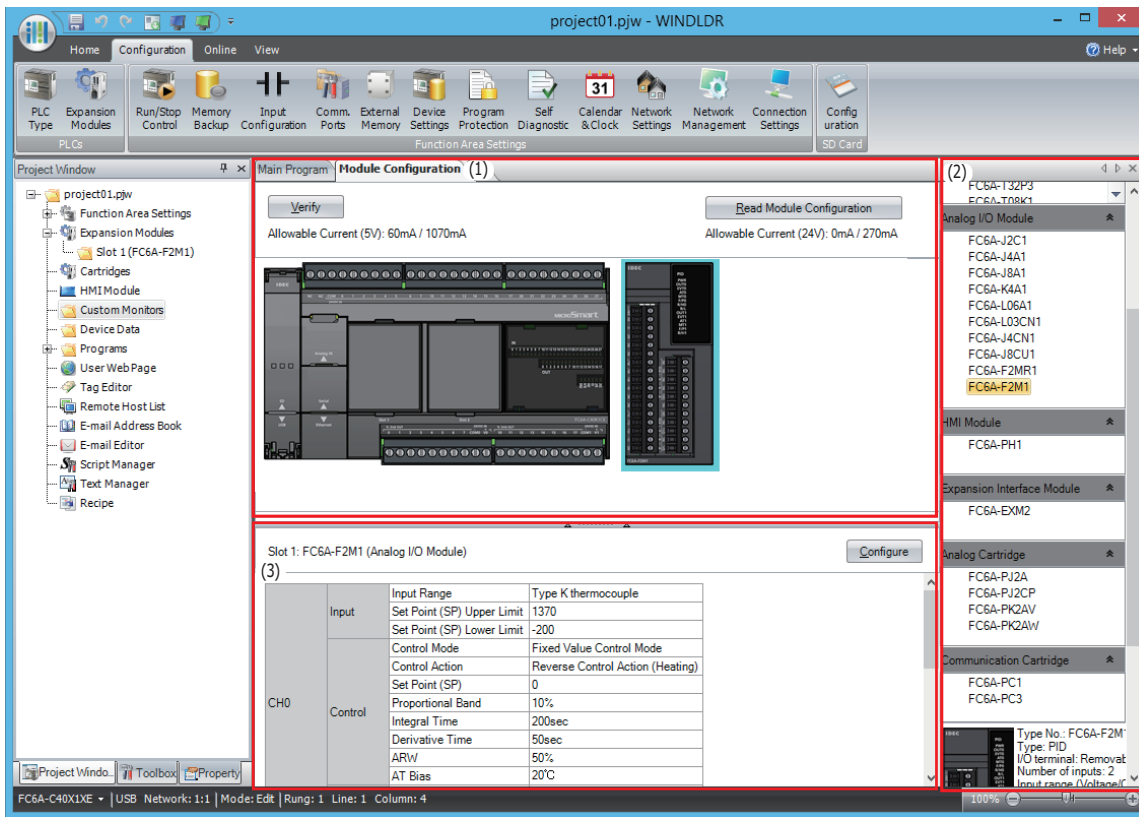 project01.pjw - WINDLDR
Home Configuration Online View Help
PLC Type
Expansion Modules
Run/Stop Control
Memory Backup
Input Configuration
Comm. Ports
External Memory
Device Settings
Program Protection
Self Diagnostic
Calendar & Clock
31
Network Settings
Network Management
Connection Settings
Config uration
PLCs
Function Area Settings
SD Card
Project Window
project01.pjw
Function Area Settings
Expansion Modules
Slot 1 (FC6A-F2M1)
Cartridges
HMI Module
Custom Monitors
Device Data
Programs
User Web Page
Tag Editor
Remote Host List
E-mail Address Book
E-mail Editor
Script Manager
Text Manager
Recipe
Project Windo...
Toolbox
Property
Main Program
Module Configuration
(1)
Verify
Read Module Configuration
Allowable Current (5V): 60mA / 1070mA
Allowable Current (24V): 0mA / 270mA
IDEC
MICROSmart
IDEC
PID
Slot 1: FC6A-F2M1 (Analog I/O Module)
Configure
(3)
CH0
Input
Input Range Type K thermocouple
Set Point (SP) Upper Limit 1370
Set Point (SP) Lower Limit -200
Control
Control Mode Fixed Value Control Mode
Control Action Reverse Control Action (Heating)
Set Point (SP) 0
Proportional Band 10%
Integral Time 200sec
Derivative Time 50sec
ARW 50%
AT Bias 20°C
(2)
FC6A-T32P3
FC6A-T08K1
Analog I/O Module
FC6A-J2C1
FC6A-J4A1
FC6A-J8A1
FC6A-K4A1
FC6A-L06A1
FC6A-L03CN1
FC6A-J4CN1
FC6A-J8CU1
FC6A-F2MR1
FC6A-F2M1
HMI Module
FC6A-PH1
Expansion Interface Module
FC6A-EXM2
Analog Cartridge
FC6A-PJ2A
FC6A-PJ2CP
FC6A-PK2AV
FC6A-PK2AW
Communication Cartridge
FC6A-PC1
FC6A-PC3
Type No.: FC6A-F2M
Type: PID
I/O terminal: Removab
Number of inputs: 2
Input range (Voltage/C
FC6A-C40X1XE USB Network: 1:1 Mode: Edit Rung: 1 Line: 1 Column: 4
100%